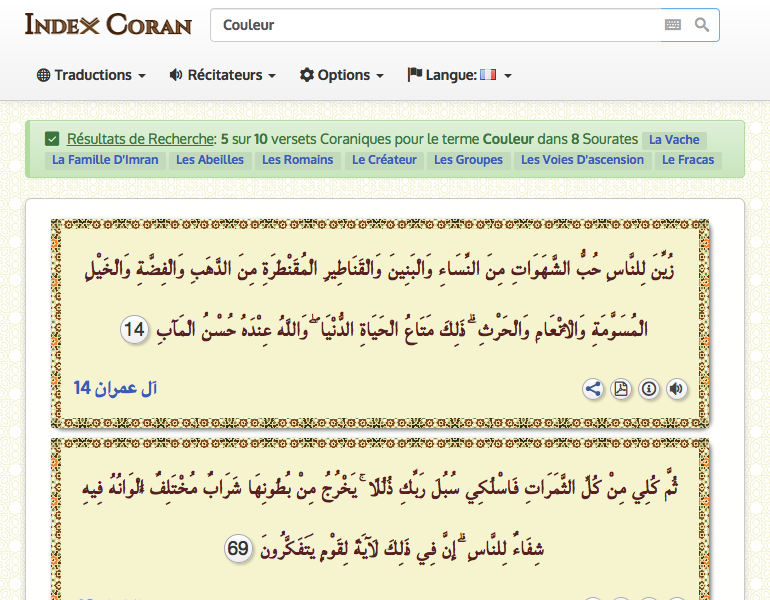 Index Coran
Couleur
Traductions
Récitateurs
Options
Langue:
Résultats de Recherche: 5 sur 10 versets Coraniques pour le terme Couleur dans 8 Sourates La Vache
La Famille D'Imran Les Abeilles Les Romains Le Créateur Les Groupes Les Voies D'ascension Le Fracas
زُيِّنَ لِلنَّاسِ حُبُّ الشَّهَوَاتِ مِنَ النِّسَاءِ وَالْبَنِينَ وَالْقَنَاطِيرِ الْمُقَنْطَرَةِ مِنَ الذَّهَبِ وَالْفِضَّةِ وَالْخَيْلِ
الْمُسَوَّمَةِ وَالْأَنْعَامِ وَالْحَرْثِ ۗ ذَٰلِكَ مَتَاعُ الْحَيَاةِ الدُّنْيَا ۖ وَاللَّهُ عِنْدَهُ حُسْنُ الْمَآبِ 14
آل عمران 14
ثُمَّ كُلِي مِنْ كُلِّ الثَّمَرَاتِ فَاسْلُكِي سُبُلَ رَبِّكِ ذُلُلًا ۚ يَخْرُجُ مِنْ بُطُونِهَا شَرَابٌ مُخْتَلِفٌ أَلْوَانُهُ فِيهِ
شِفَاءٌ لِلنَّاسِ ۗ إِنَّ فِي ذَٰلِكَ لَآيَةً لِقَوْمٍ يَتَفَكَّرُونَ 69